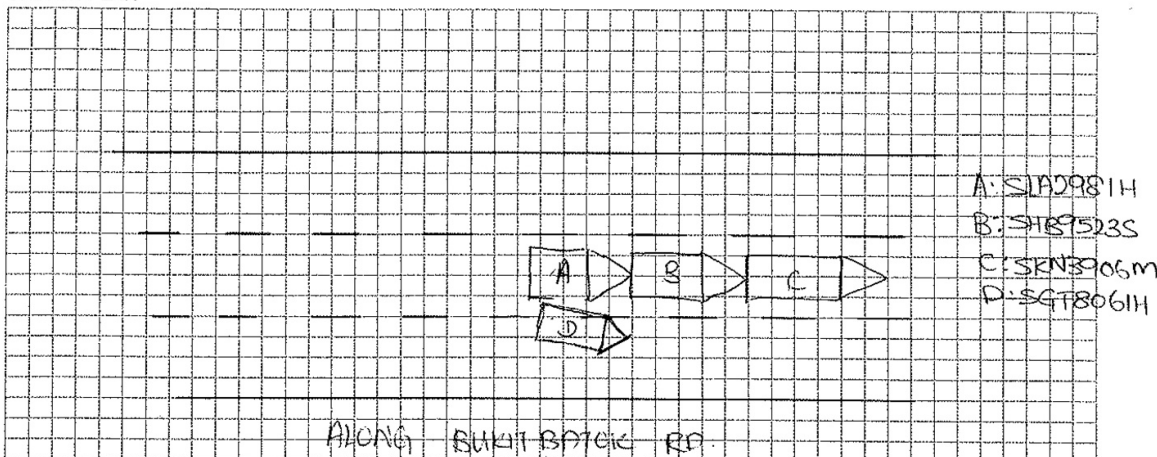 A: SLA2981H
B: SHB9523S
C: SKN3906M
D: SGT8061H
A
B
C
D
ALONG BUKIT BATOK RD.